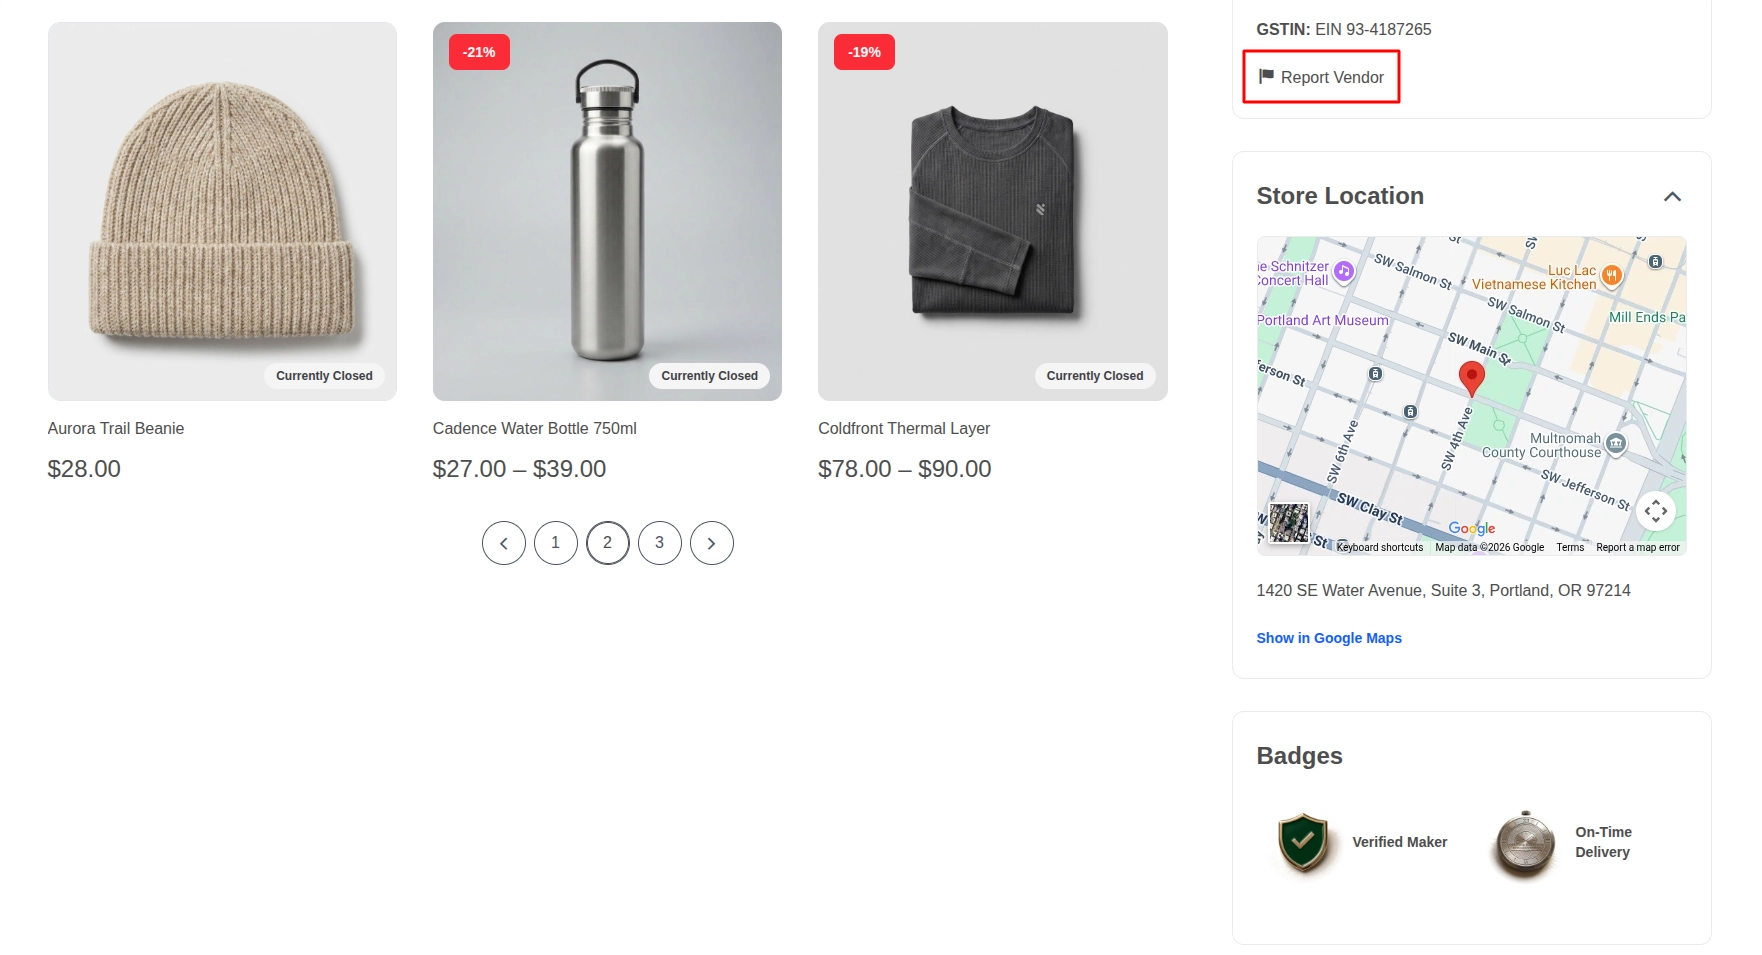 -21%
-19%
Currently Closed
Currently Closed
Currently Closed
Aurora Trail Beanie
Cadence Water Bottle 750ml
Coldfront Thermal Layer
$28.00
$27.00 – $39.00
$78.00 – $90.00
1
2
3
GSTIN: EIN 93-4187265
Report Vendor
Store Location
SW Salmon St
Luc Lac
Vietnamese Kitchen
Schnitzer
Concert Hall
SW Salmon St
Portland Art Museum
Mill Ends Pa
SW Main St
SW 4th Ave
SW 6th Ave
Multnomah
County Courthouse
SW Jefferson St
SW Clay St
Google
Keyboard shortcuts
Map data ©2026 Google
Terms
Report a map error
1420 SE Water Avenue, Suite 3, Portland, OR 97214
Show in Google Maps
Badges
Verified Maker
On-Time
Delivery